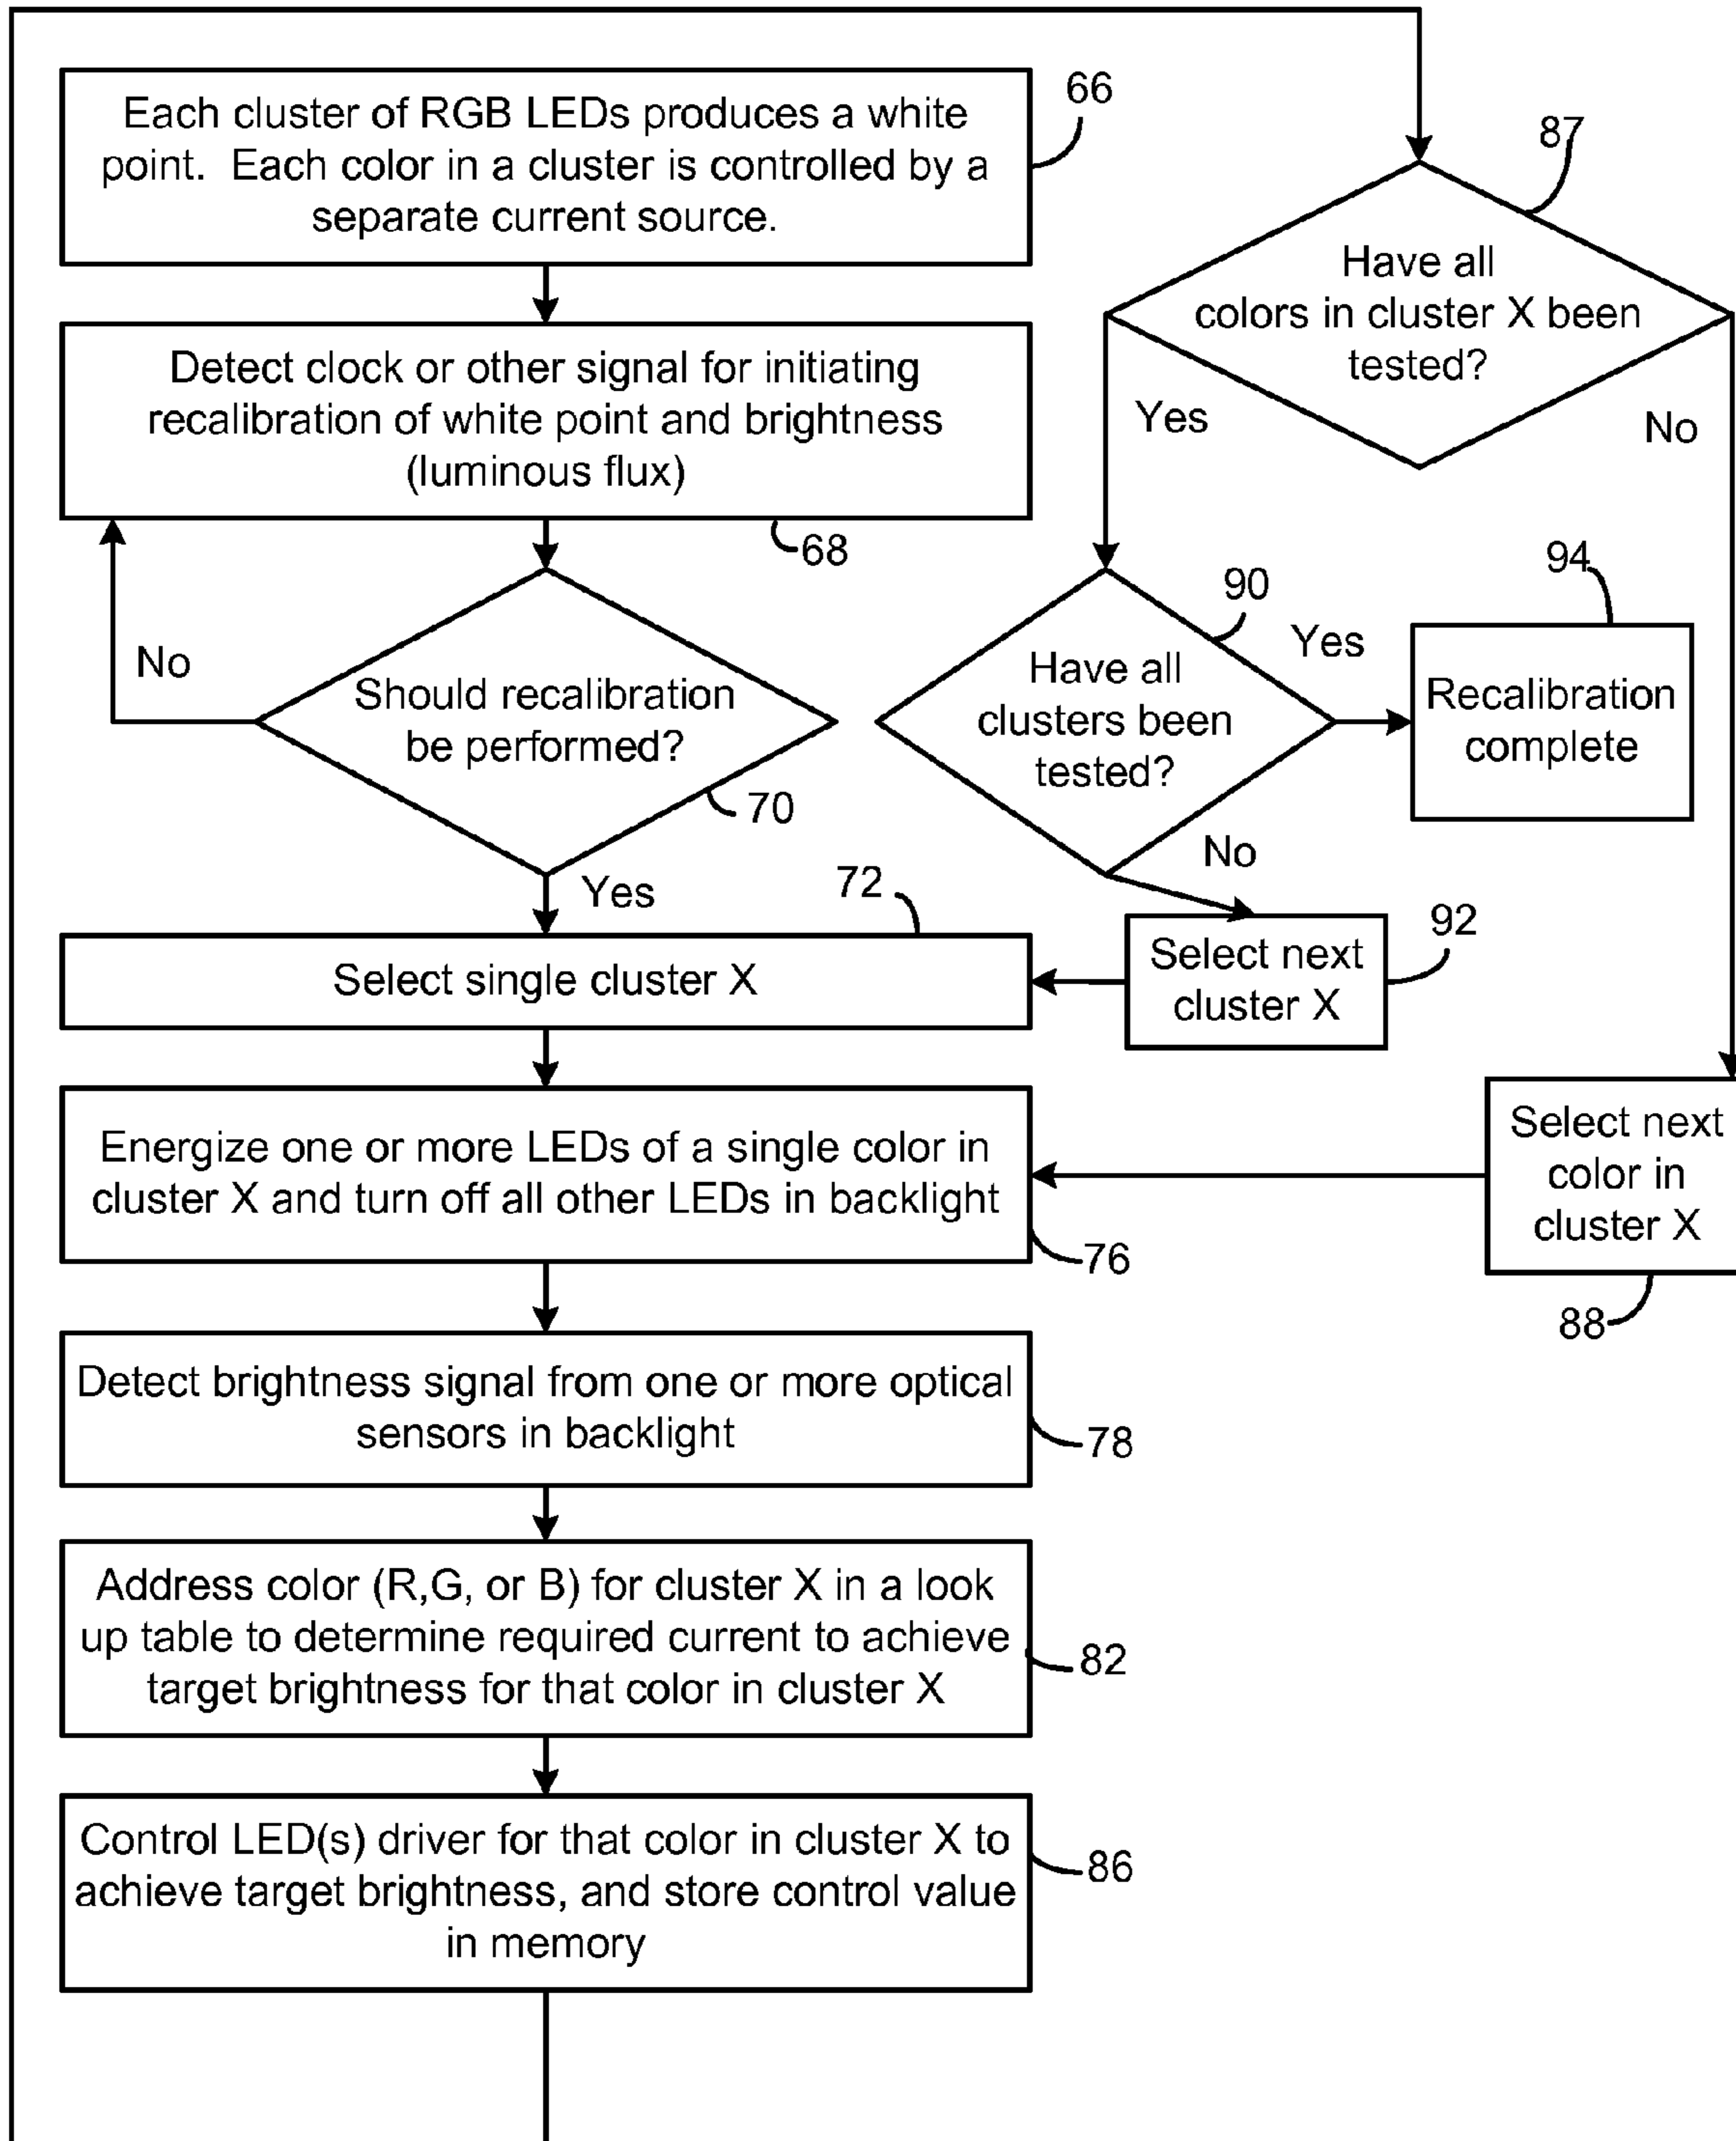 Each cluster of RGB LEDs produces a white
point.  Each color in a cluster is controlled by a
separate current source.
66
Detect clock or other signal for initiating
recalibration of white point and brightness
(luminous flux)
68
No
Should recalibration
be performed?
70
Yes
72
Select single cluster X
Energize one or more LEDs of a single color in
cluster X and turn off all other LEDs in backlight
76
Detect brightness signal from one or more optical
sensors in backlight
78
Address color (R,G, or B) for cluster X in a look
up table to determine required current to achieve
target brightness for that color in cluster X
82
Control LED(s) driver for that color in cluster X to
achieve target brightness, and store control value
in memory
86
87
Have all
colors in cluster X been
tested?
Yes
No
90
Have all
clusters been
tested?
Yes
94
Recalibration
complete
No
92
Select next
cluster X
Select next
color in
cluster X
88